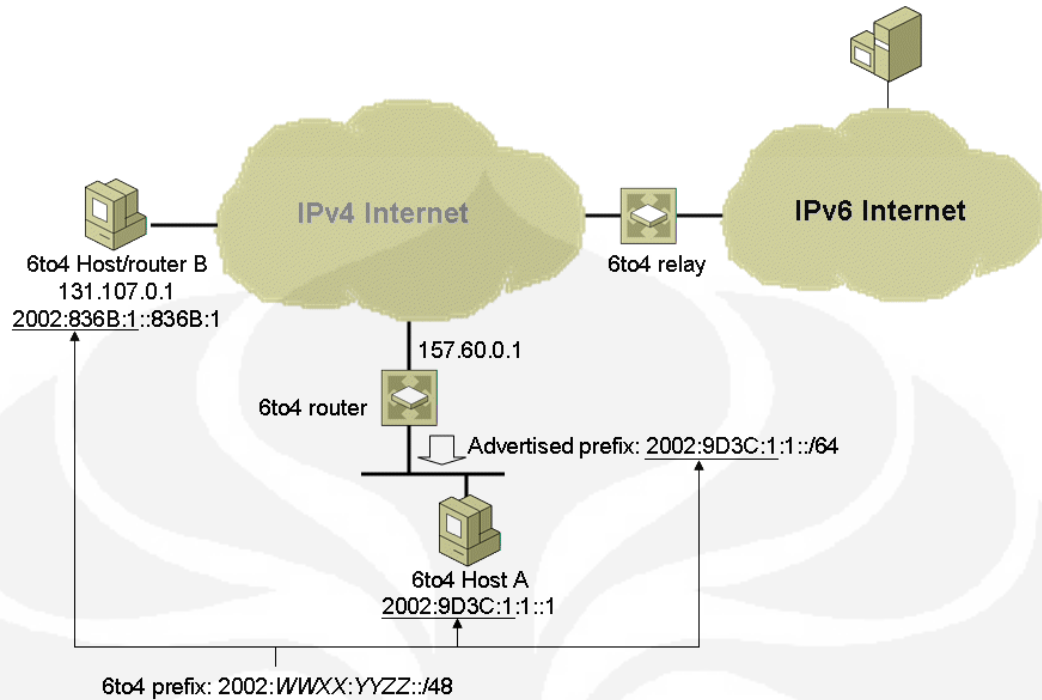 IPv4 Internet
IPv6 Internet
6to4 Host/router B
131.107.0.1
2002:836B:1::836B:1
6to4 relay
157.60.0.1
6to4 router
Advertised prefix: 2002:9D3C:1:1::/64
6to4 Host A
2002:9D3C:1:1::1
6to4 prefix: 2002:WWXX:YYZZ::/48